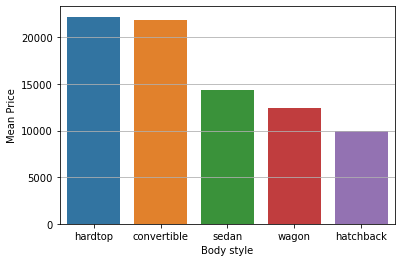 20000
15000
10000
5000
0
Mean Price
hardtop convertible sedan wagon hatchback
Body style